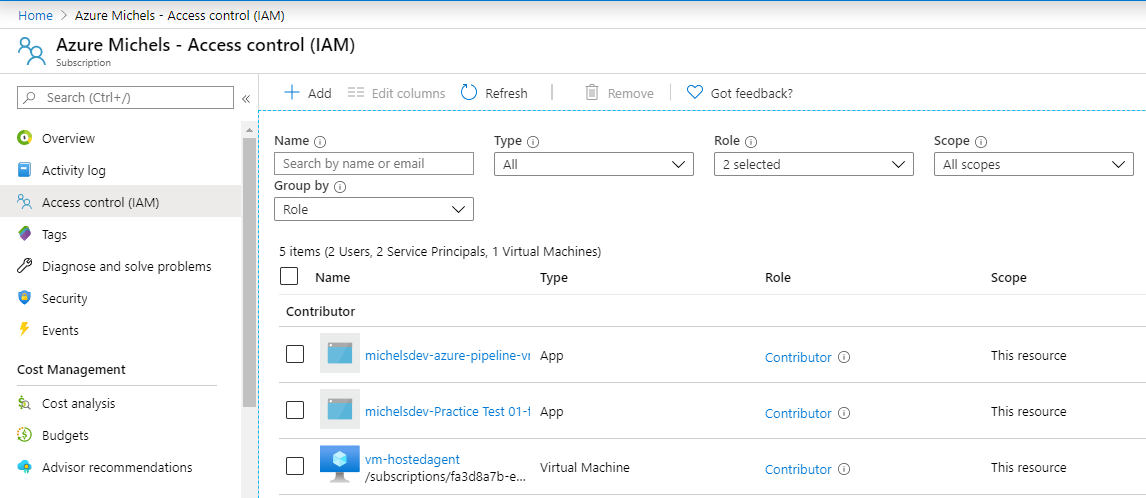 Home > Azure Michels - Access control (IAM)
Azure Michels - Access control (IAM)
Subscription
Search (Ctrl+/)
«
Add
Edit columns
Refresh
Remove
Got feedback?
Overview
Activity log
Access control (IAM)
Tags
Diagnose and solve problems
Security
Events
Cost Management
Cost analysis
Budgets
Advisor recommendations
Name
Type
Role
Scope
Search by name or email
All
2 selected
All scopes
Group by
Role
5 items (2 Users, 2 Service Principals, 1 Virtual Machines)
Name Type Role Scope
Contributor
michelsdev-azure-pipeline-vr App Contributor This resource
michelsdev-Practice Test 01-f App Contributor This resource
vm-hostedagent Virtual Machine Contributor This resource
/subscriptions/fa3d8a7b-e...